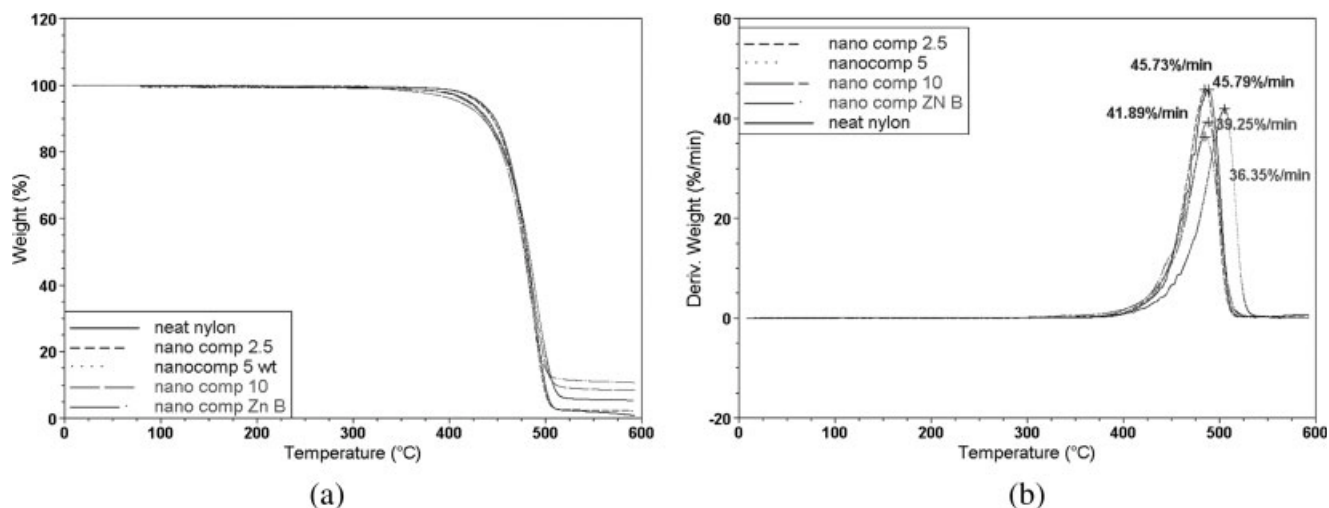 120
100
80
60
40
20
0
Weight (%)
neat nylon
nano comp 2.5
nanocomp 5 wt
nano comp 10
nano comp Zn B
0 100 200 300 400 500 600
Temperature (°C)
(a)
60
40
20
0
-20
Deriv. Weight (%/min)
nano comp 2.5
nanocomp 5
nano comp 10
nano comp ZN B
neat nylon
45.73%/min
45.79%/min
41.89%/min
39.25%/min
36.35%/min
0 100 200 300 400 500 600
Temperature (°C)
(b)